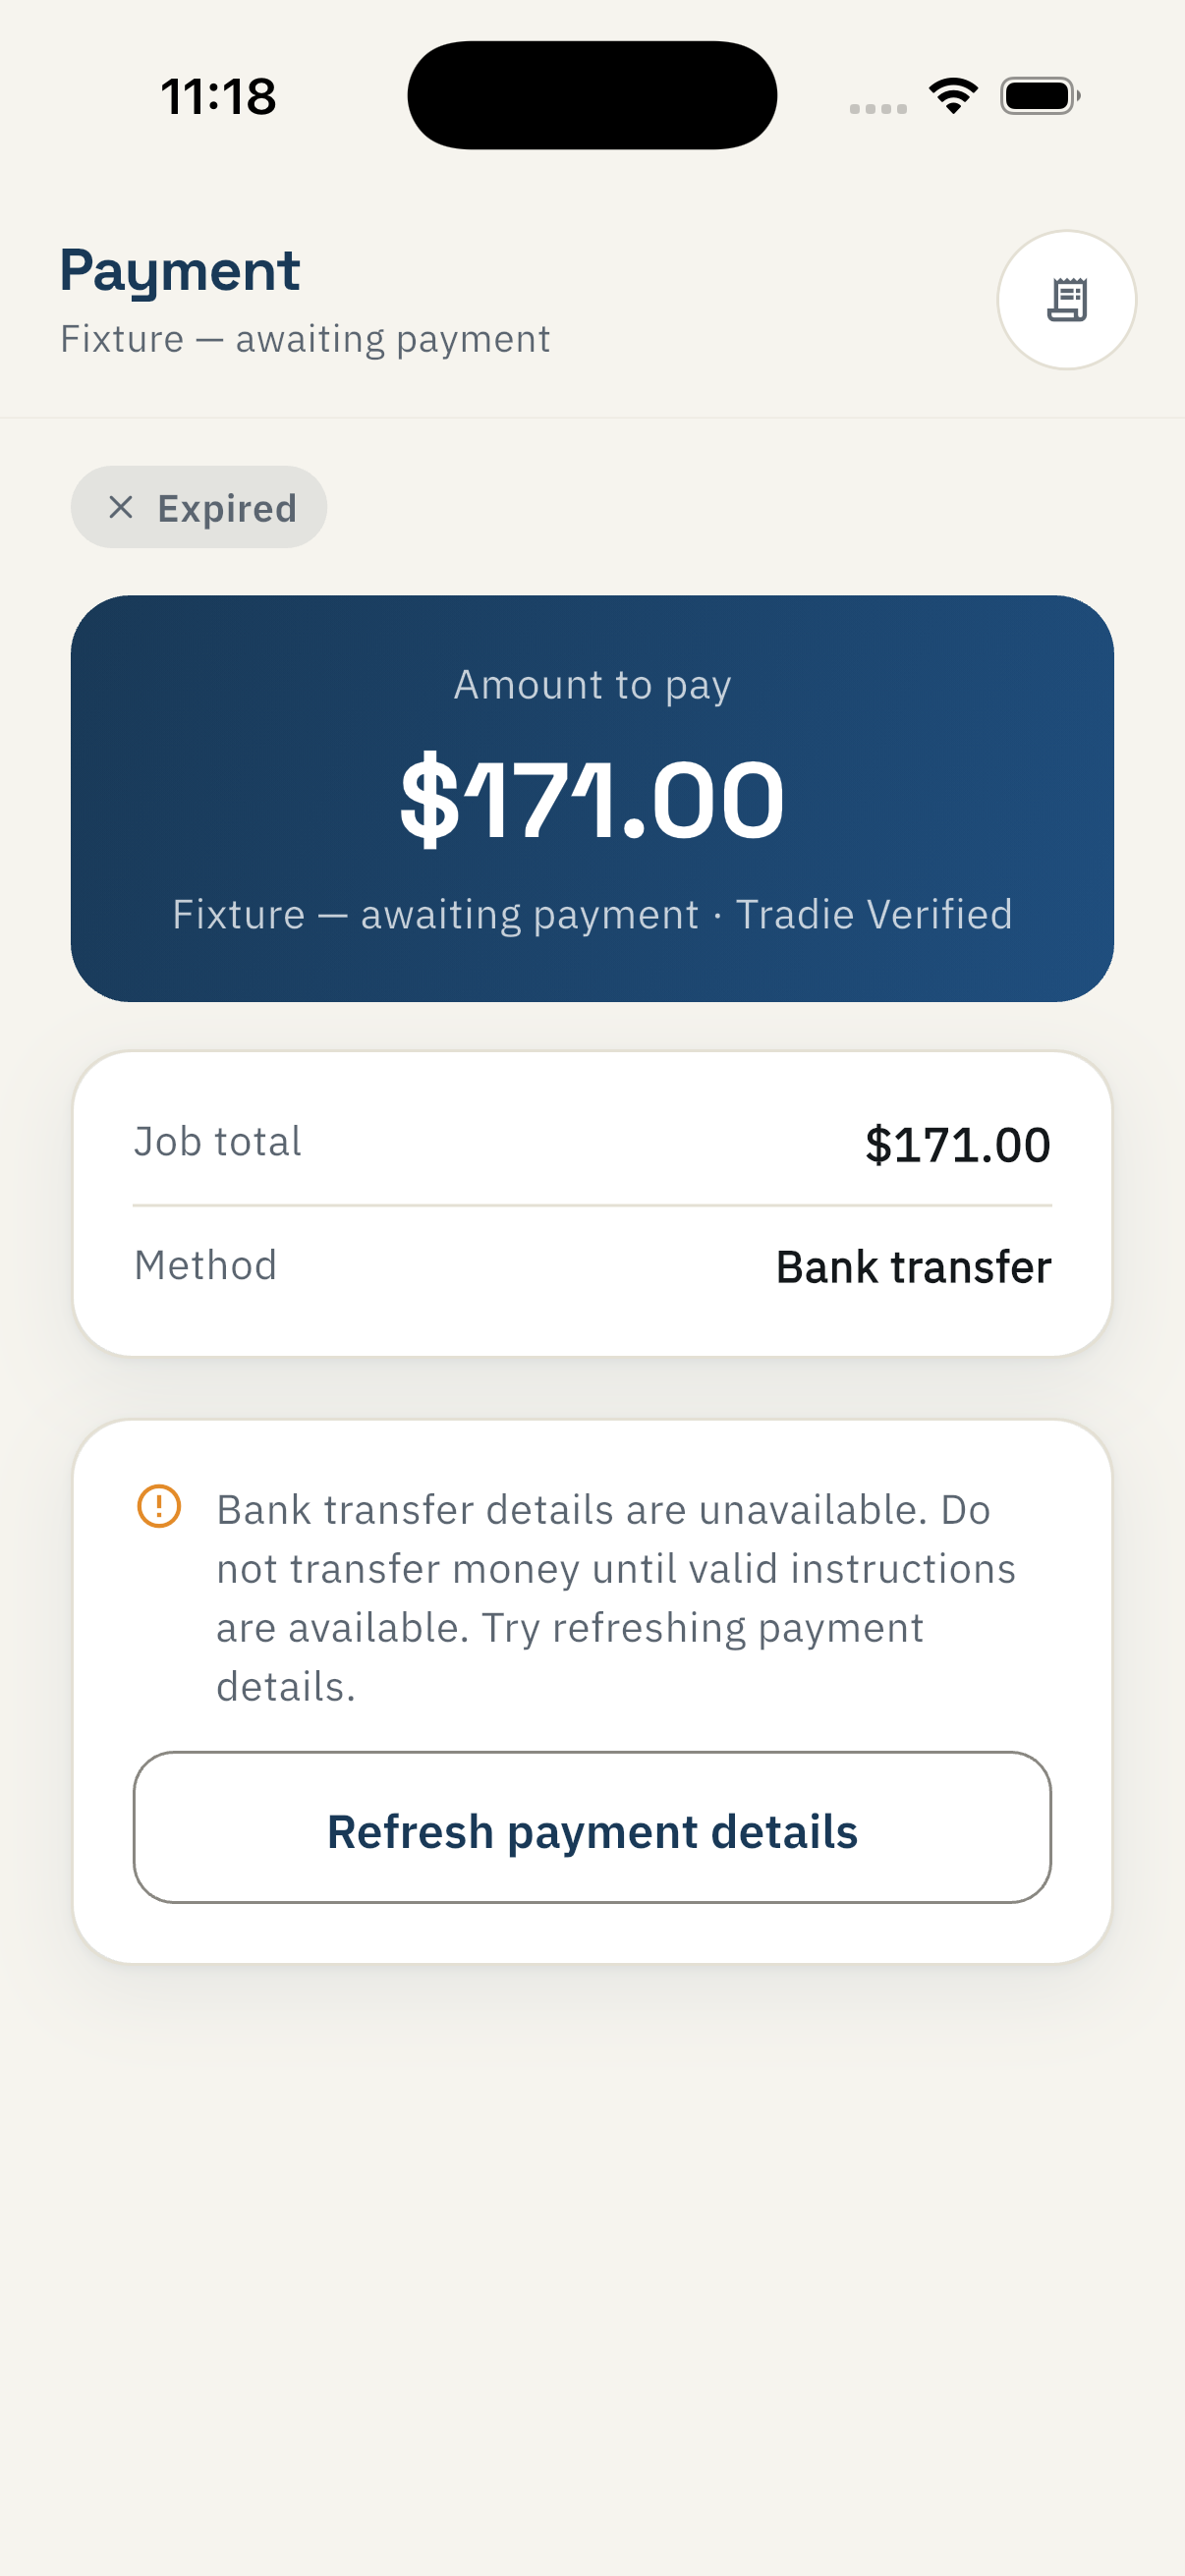 11:18
Payment
Fixture — awaiting payment
Expired
Amount to pay
$171.00
Fixture — awaiting payment · Tradie Verified
Job total
$171.00
Method
Bank transfer
Bank transfer details are unavailable. Do
not transfer money until valid instructions
are available. Try refreshing payment
details.
Refresh payment details